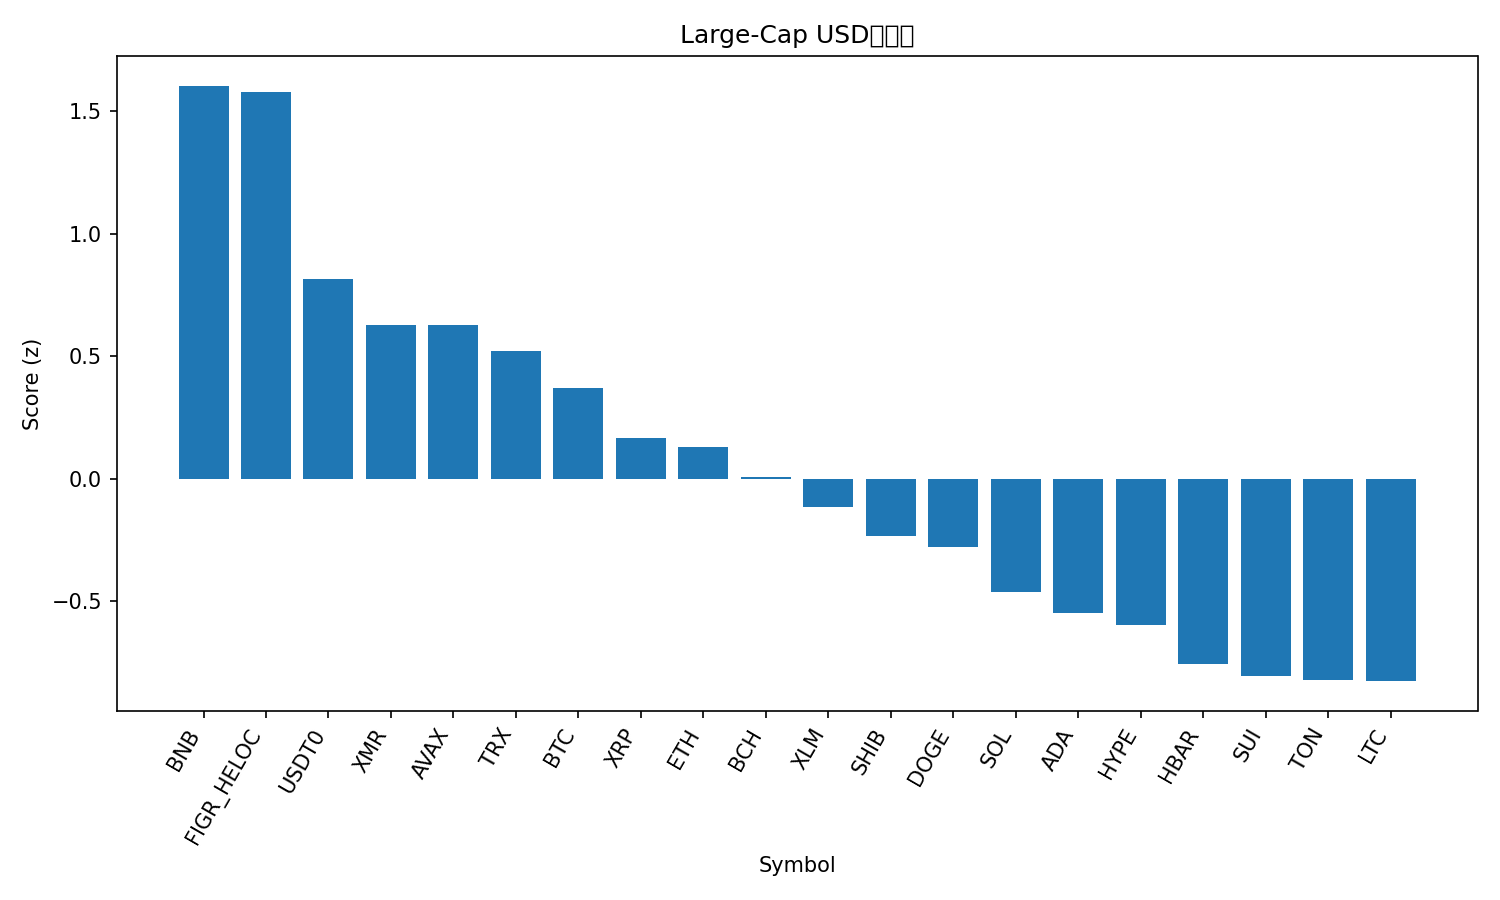 Large-Cap USD
1.5
1.0
0.5
0.0
−0.5
Score (z)
BNB
FIGR_HELOC
USDT0
XMR
AVAX
TRX
BTC
XRP
ETH
BCH
XLM
SHIB
DOGE
SOL
ADA
HYPE
HBAR
SUI
TON
LTC
Symbol